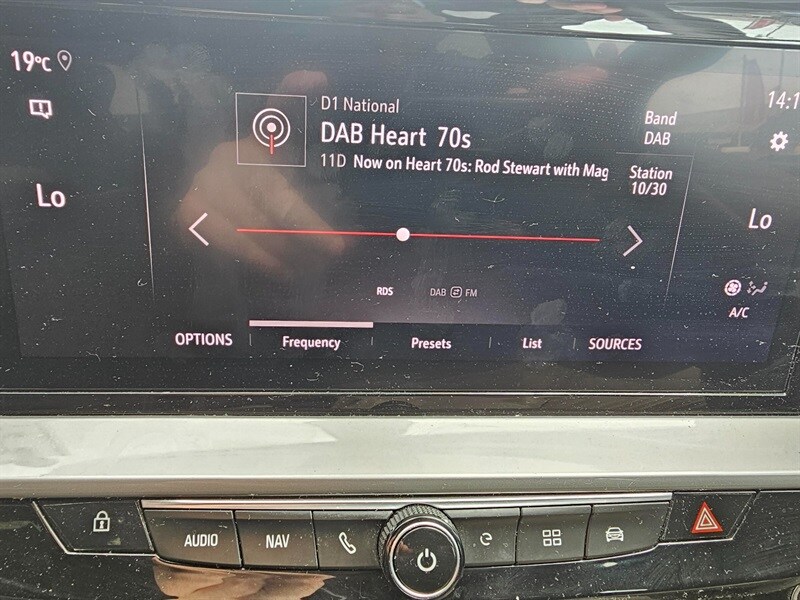 19°C
D1 National
DAB Heart 70s
11D Now on Heart 70s: Rod Stewart with Mag
Band
DAB
14:1
Station
10/30
Lo
Lo
RDS
DAB FM
A/C
OPTIONS
Frequency
Presets
List
SOURCES
AUDIO
NAV